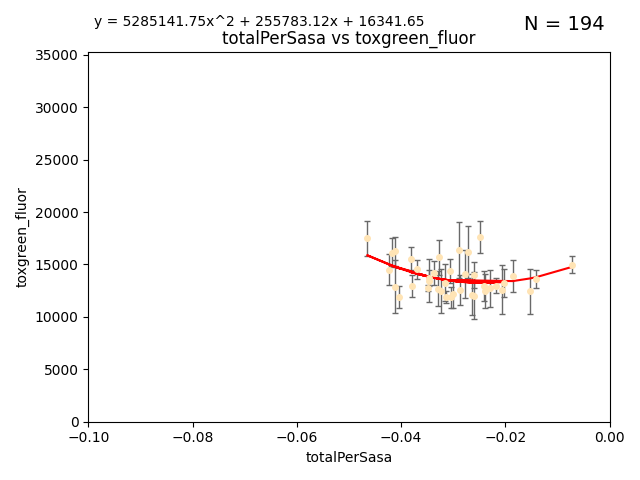 y = 5285141.75x^2 + 255783.12x + 16341.65
N = 194
totalPerSasa vs toxgreen_fluor
35000
30000
25000
20000
15000
10000
5000
0
toxgreen_fluor
−0.10
−0.08
−0.06
−0.04
−0.02
0.00
totalPerSasa